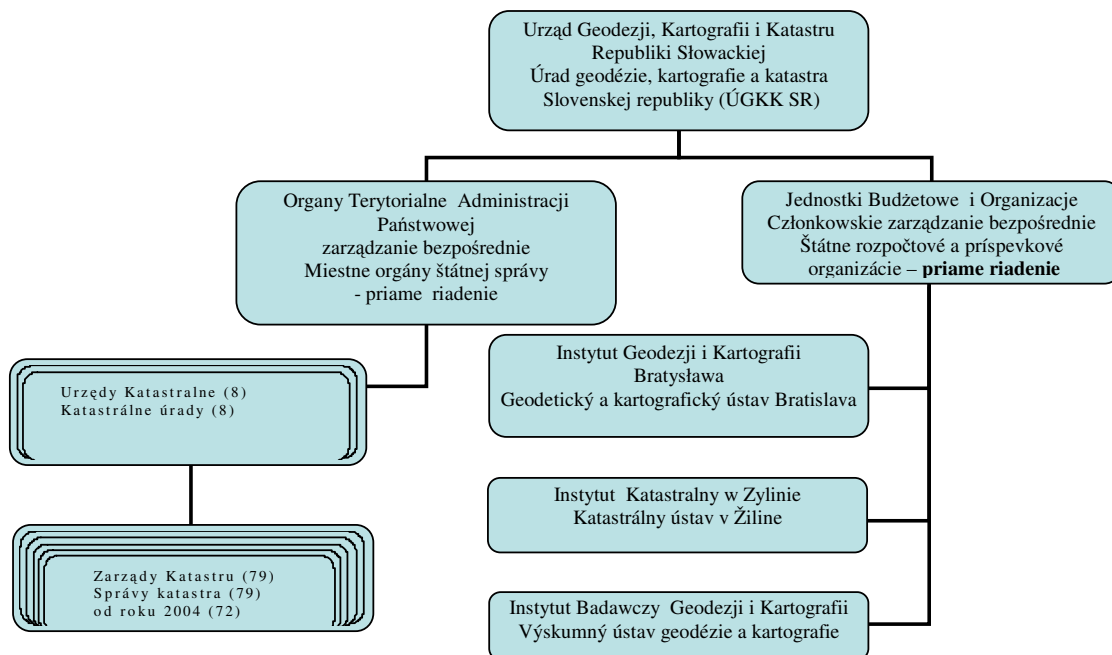 Urząd Geodezji, Kartografii i Katastru
Republiki Słowackiej
Úrad geodézie, kartografie a katastra
Slovenskej republiky (ÚGKK SR)
Organy Terytorialne Administracji
Państwowej
zarządzanie bezpośrednie
Miestne orgány štátnej správy
- priame riadenie
Jednostki Budżetowe i Organizacje
Członkowskie zarządzanie bezpośrednie
Štátne rozpočtové a príspevkové
organizácie – priame riadenie
Urzędy Katastralne (8)
Katastrálne úrady (8)
Zarządy Katastru (79)
Správy katastra (79)
od roku 2004 (72)
Instytut Geodezji i Kartografii
Bratysława
Geodetický a kartografický ústav Bratislava
Instytut Katastralny w Zylinie
Katastrálny ústav v Žiline
Instytut Badawczy Geodezji i Kartografii
Výskumný ústav geodézie a kartografie